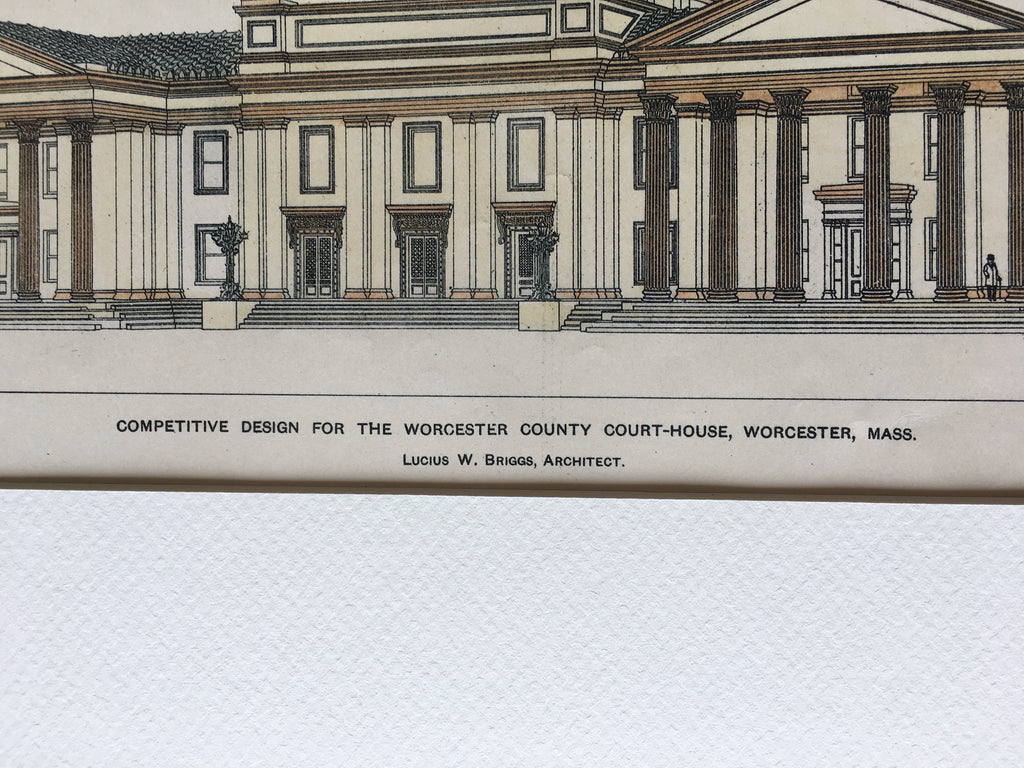 COMPETITIVE DESIGN FOR THE WORCESTER COUNTY COURT-HOUSE, WORCESTER, MASS.
LUCIUS W. BRIGGS, ARCHITECT.